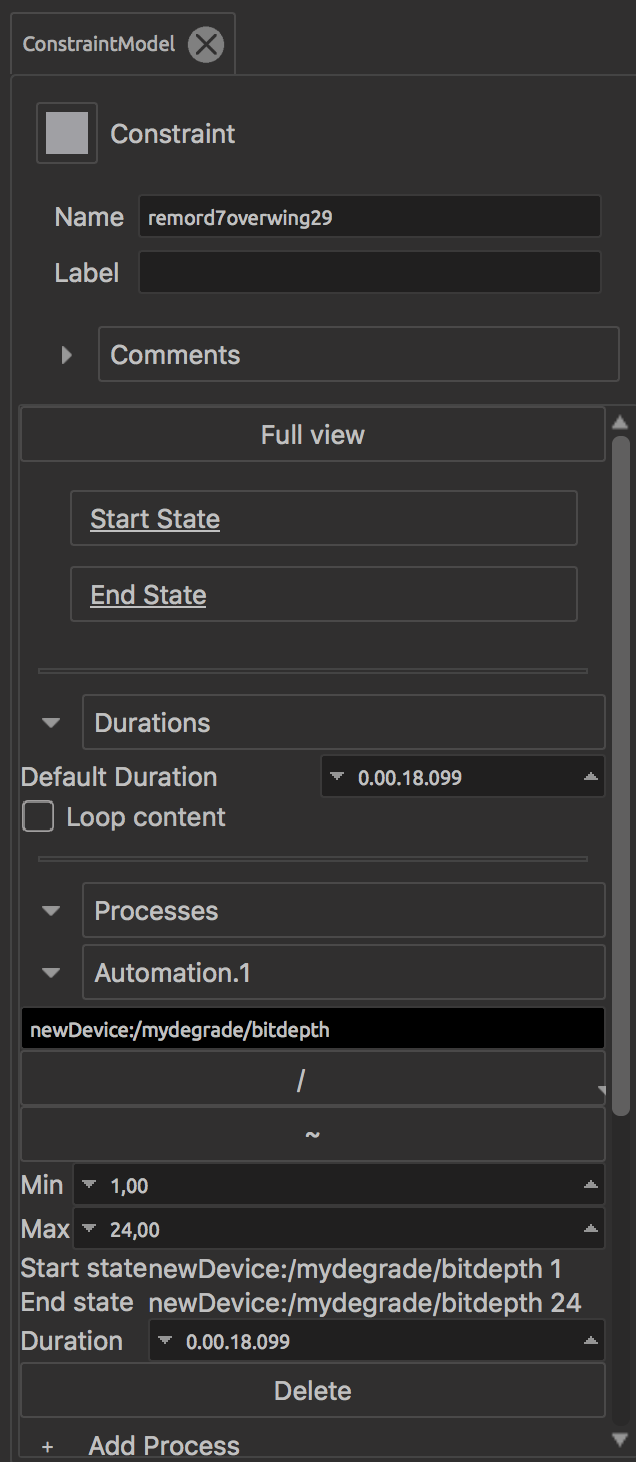 ConstraintModel
Constraint
Name remord7overwing29
Label
Comments
Full view
Start State
End State
Durations
Default Duration 0.00.18.099
Loop content
Processes
Automation.1
newDevice:/mydegrade/bitdepth
/
~
Min 1,00
Max 24,00
Start state newDevice:/mydegrade/bitdepth 1
End state newDevice:/mydegrade/bitdepth 24
Duration 0.00.18.099
Delete
+ Add Process